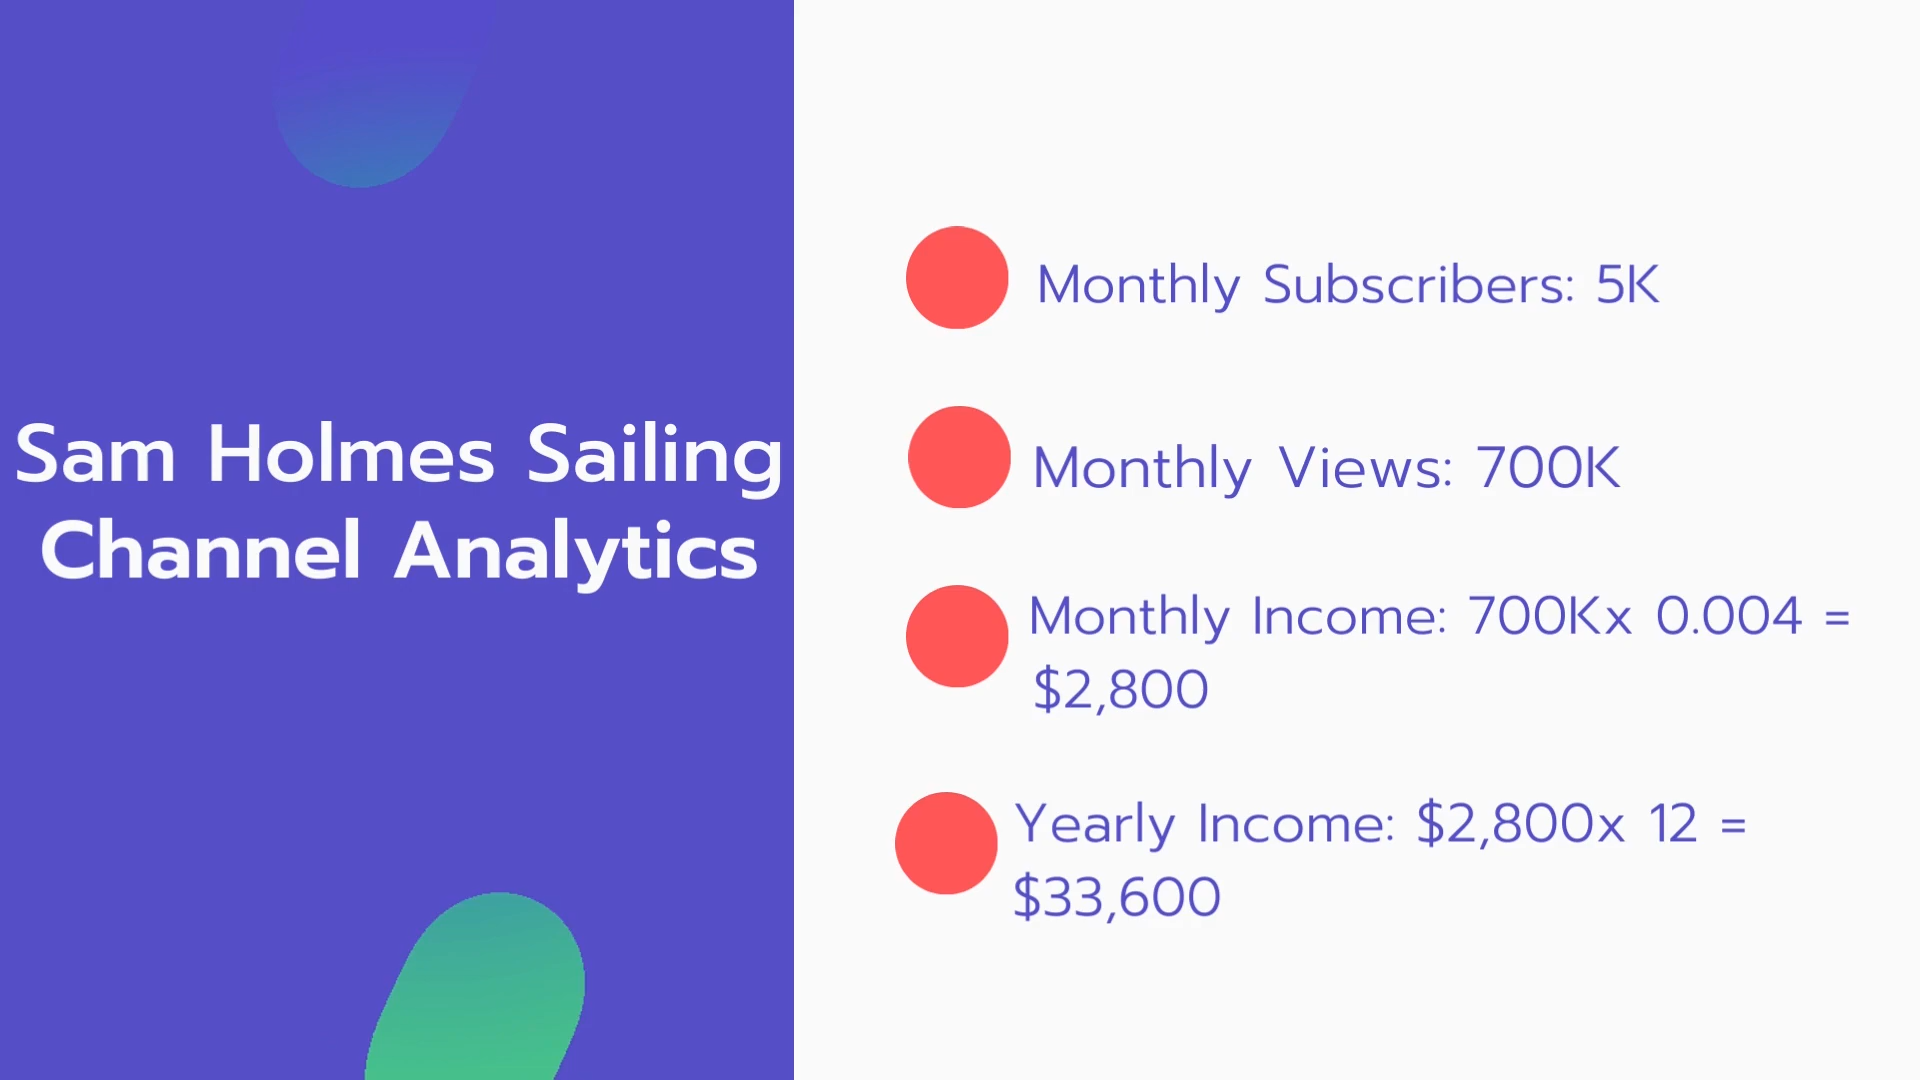 Sam Holmes Sailing
Channel Analytics
Monthly Subscribers: 5K
Monthly Views: 700K
Monthly Income: 700Kx 0.004 =
$2,800
Yearly Income: $2,800x 12 =
$33,600